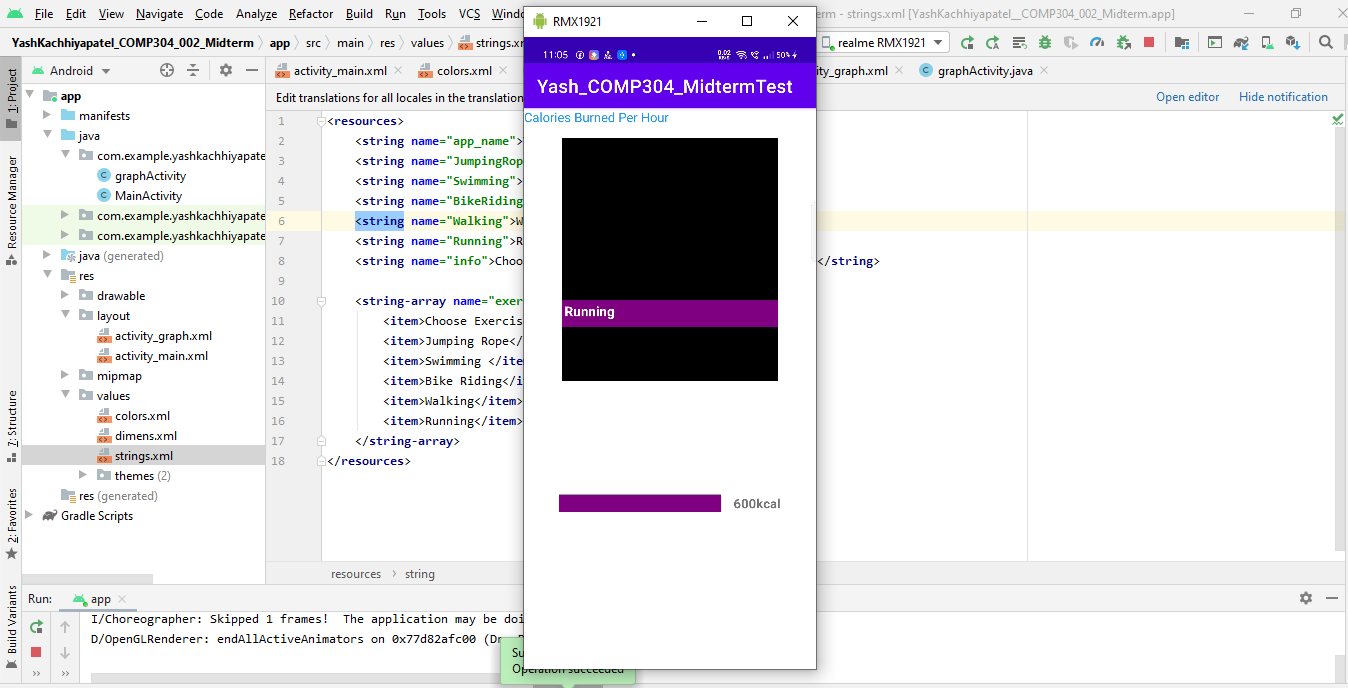 File Edit View Navigate Code Analyze Refactor Build Run Tools VCS
RMX1921
YashKachhiyapatel__COMP304_002_Midterm.app]
- strings.xml
YashKachhiyapatel_COMP304_002_Midterm app src main res values
realme RMX1921
Android
activity_main.xml colors.xml
graphActivity.java
11:05 50%
Yash_COMP304_MidtermTest
Calories Burned Per Hour
Running
600kcal
Edit translations for all locales in the
Open editor Hide notification
1: Project
Resource Manager
7: Structure
2: Favorites
Build Variants
app
manifests
java
com.example.yashkachhiyapate
graphActivity
MainActivity
com.example.yashkachhiyapate
com.example.yashkachhiyapate
java (generated)
res
drawable
layout
activity_graph.xml
activity_main.xml
mipmap
values
colors.xml
dimens.xml
strings.xml
themes (2)
res (generated)
Gradle Scripts
1 <resources>
2 <string name="app_name">
3 <string name="JumpingRop
4 <string name="Swimming">
5 <string name="BikeRiding
6 <string name="Walking">W
7 <string name="Running">R
8 <string name="info">Choo </string>
9
10 <string-array name="exer
11 <item>Choose Exercis
12 <item>Jumping Rope</
13 <item>Swimming </ite
14 <item>Bike Riding</i
15 <item>Walking</item>
16 <item>Running</item>
17 </string-array>
18 </resources>
resources string
Run: app
I/Choreographer: Skipped 1 frames! The application may be doi
D/OpenGLRenderer: endAllActiveAnimators on 0x77d82afc00
Operation succeeded